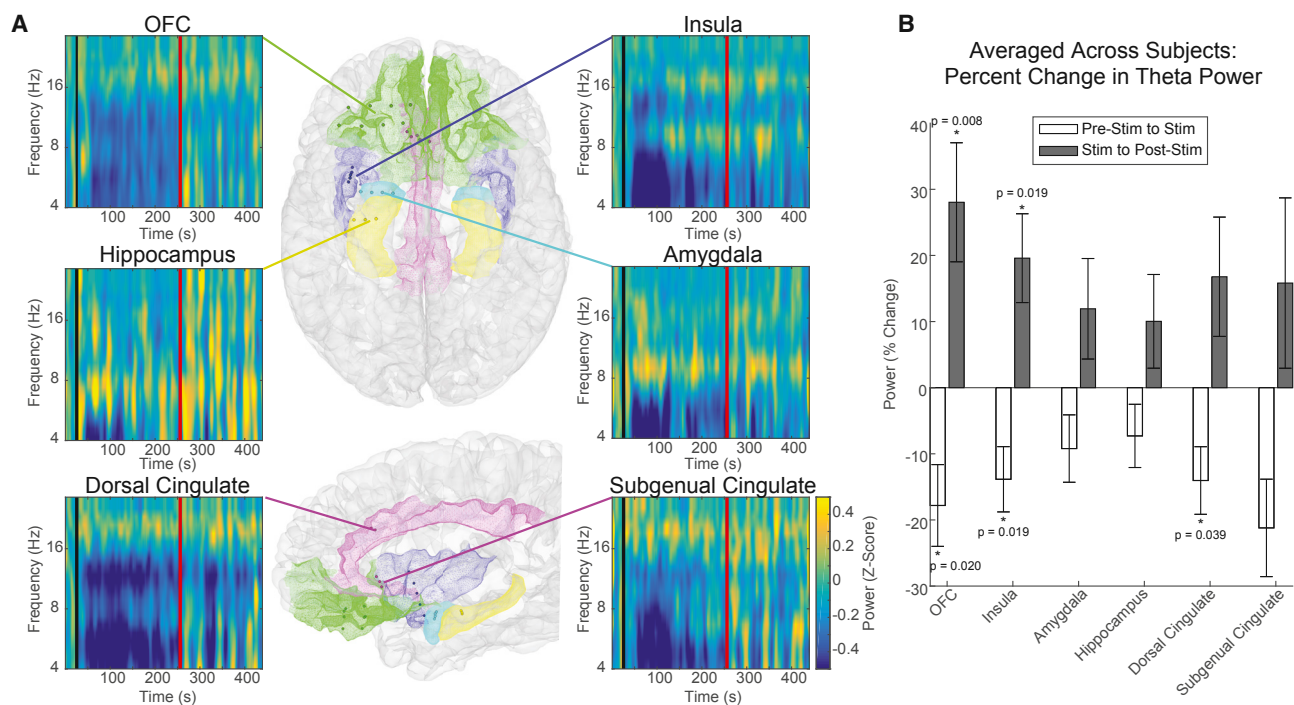 A
OFC
Frequency (Hz)
16
8
4
100 200 300 400
Time (s)
Insula
Frequency (Hz)
16
8
4
100 200 300 400
Time (s)
Hippocampus
Frequency (Hz)
16
8
4
100 200 300 400
Time (s)
Amygdala
Frequency (Hz)
16
8
4
100 200 300 400
Time (s)
Dorsal Cingulate
Frequency (Hz)
16
8
4
100 200 300 400
Time (s)
Subgenual Cingulate
Frequency (Hz)
16
8
4
100 200 300 400
Time (s)
0.4
0.2
0
-0.2
-0.4
Power (Z-Score)
B
Averaged Across Subjects:
Percent Change in Theta Power
Pre-Stim to Stim
Stim to Post-Stim
Power (% Change)
40
30
20
10
0
-10
-20
-30
p = 0.008
*
p = 0.019
*
*
p = 0.019
*
p = 0.039
*
p = 0.020
OFC
Insula
Amygdala
Hippocampus
Dorsal Cingulate
Subgenual Cingulate